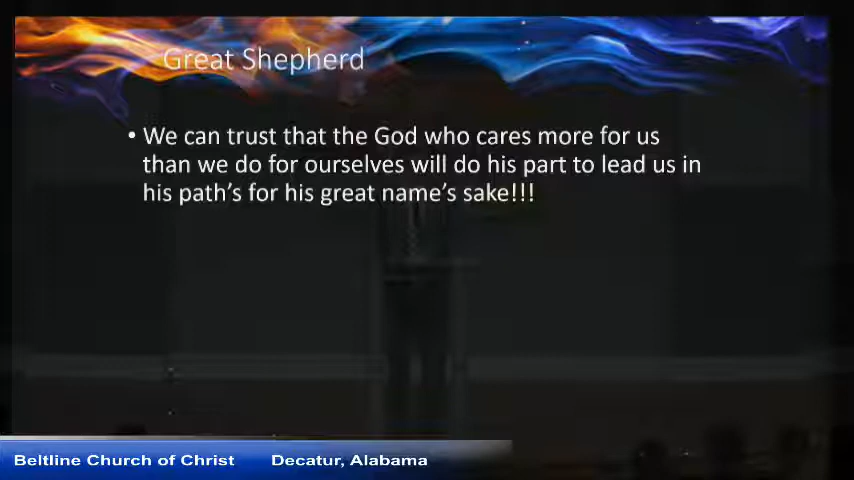 Great Shepherd
• We can trust that the God who cares more for us
than we do for ourselves will do his part to lead us in
his path's for his great name's sake!!!
Beltline Church of Christ Decatur, Alabama